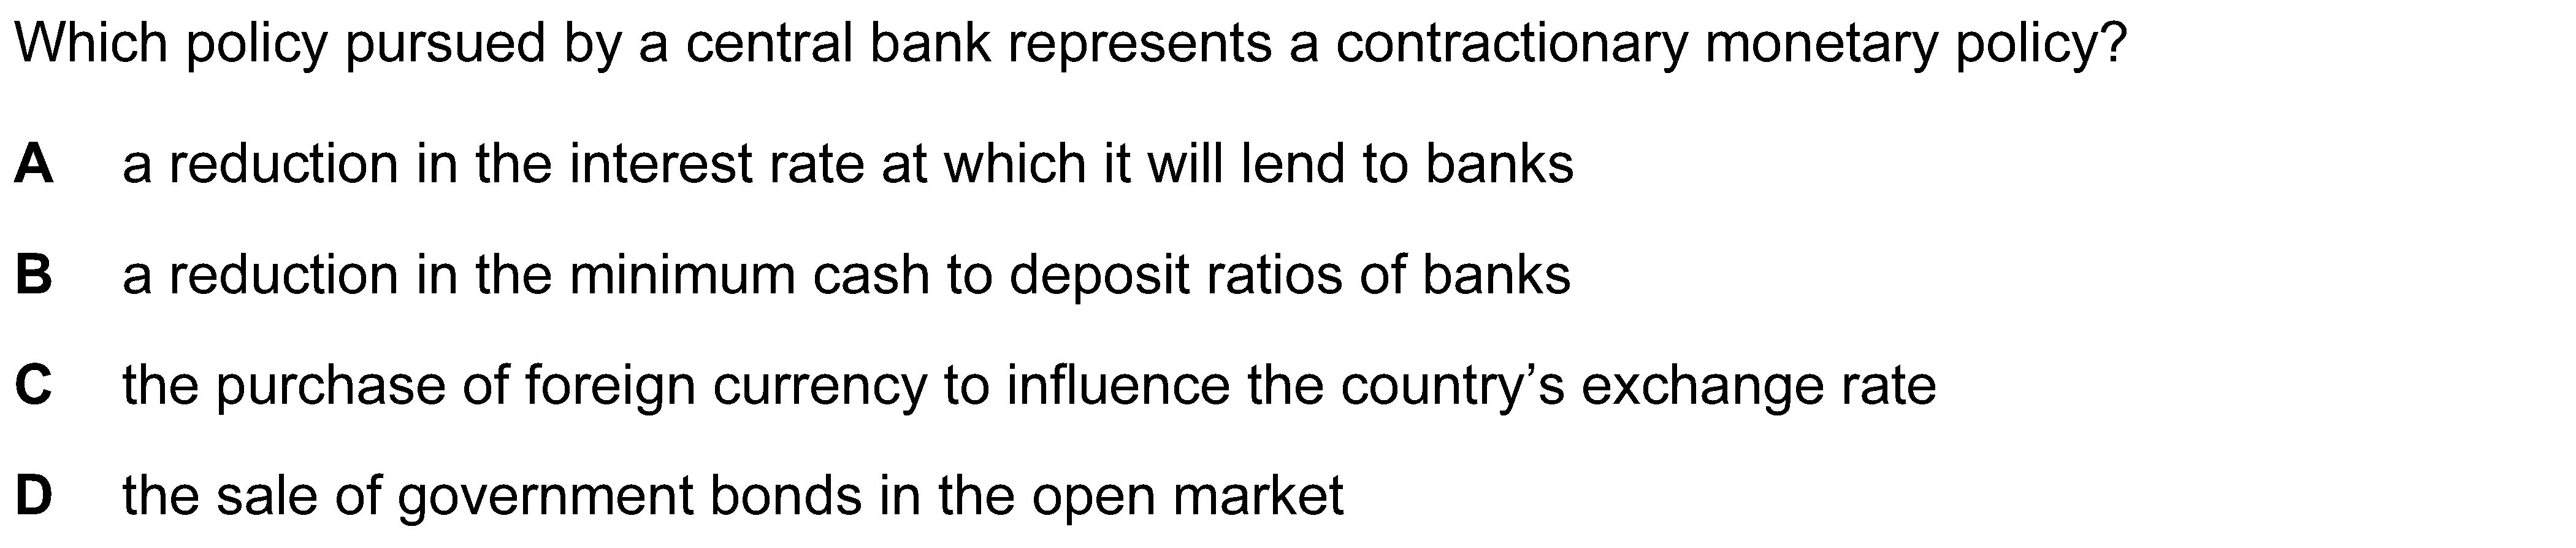 Which policy pursued by a central bank represents a contractionary monetary policy?
A a reduction in the interest rate at which it will lend to banks
B a reduction in the minimum cash to deposit ratios of banks
C the purchase of foreign currency to influence the country’s exchange rate
D the sale of government bonds in the open market